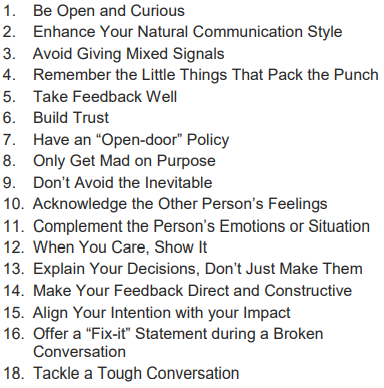 1. Be Open and Curious
2. Enhance Your Natural Communication Style
3. Avoid Giving Mixed Signals
4. Remember the Little Things That Pack the Punch
5. Take Feedback Well
6. Build Trust
7. Have an “Open-door” Policy
8. Only Get Mad on Purpose
9. Don’t Avoid the Inevitable
10. Acknowledge the Other Person’s Feelings
11. Complement the Person’s Emotions or Situation
12. When You Care, Show It
13. Explain Your Decisions, Don’t Just Make Them
14. Make Your Feedback Direct and Constructive
15. Align Your Intention with your Impact
16. Offer a “Fix-it” Statement during a Broken
Conversation
18. Tackle a Tough Conversation